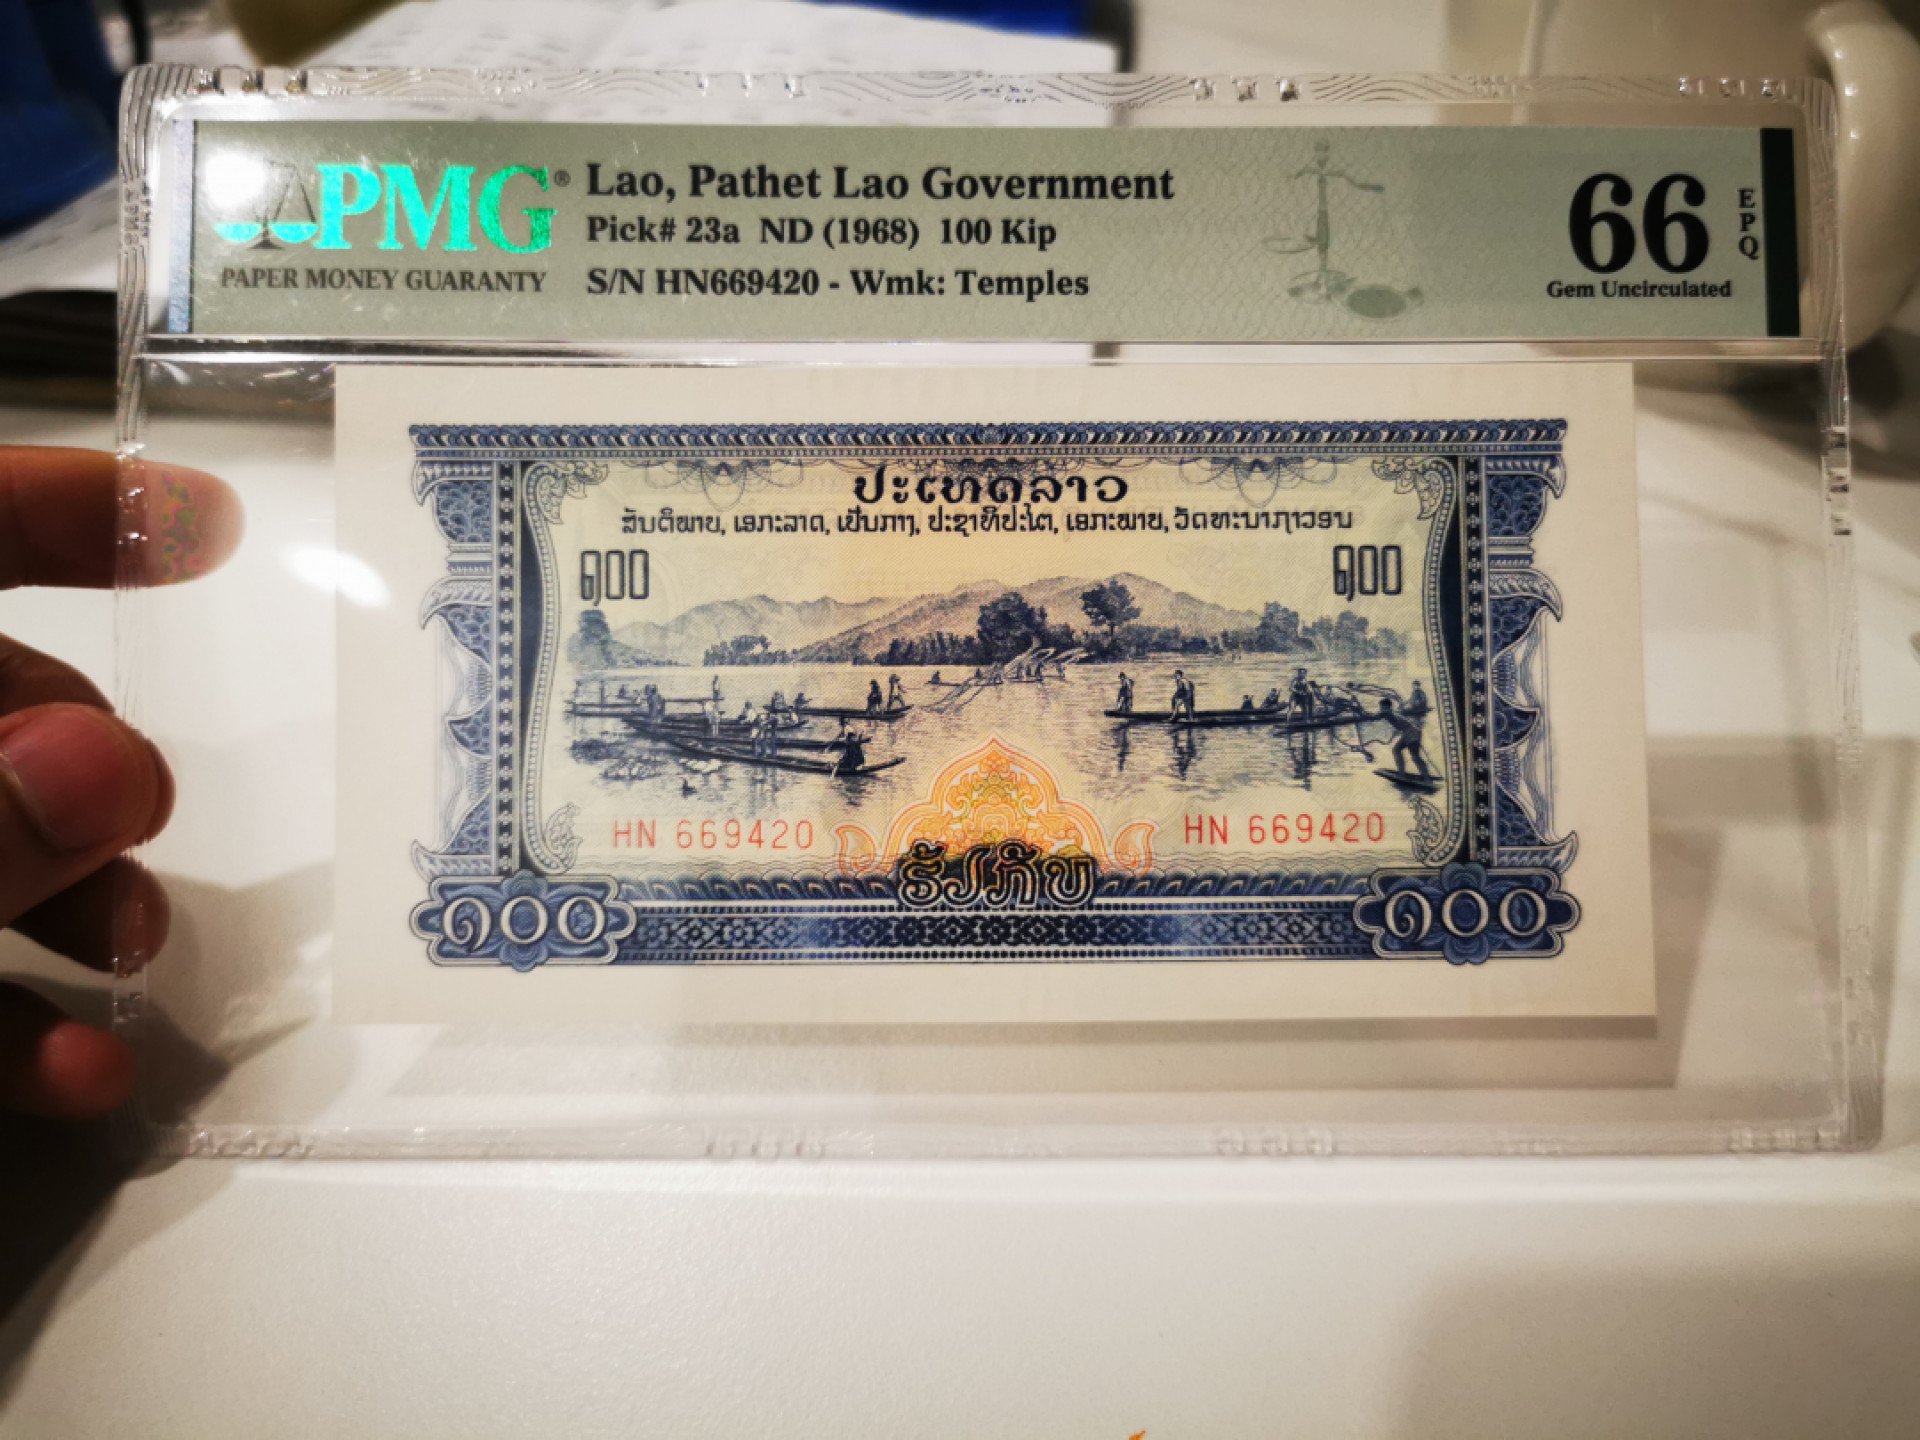 PMG®
PAPER MONEY GUARANTY
Lao, Pathet Lao Government
Pick# 23a ND (1968) 100 Kip
S/N HN669420 - Wmk: Temples
66
EPQ
Gem Uncirculated
ປະເທດລາວ
ສັນຕິພາບ, ເອກະລາດ, ເປັນກາງ, ປະຊາທິປະໄຕ, ເອກະພາບ, ວັດທະນາຖາວອນ
໑00 ໑00
HN 669420 HN 669420
ຮ້ອຍກີບ
໑໐໐ ໑໐໐